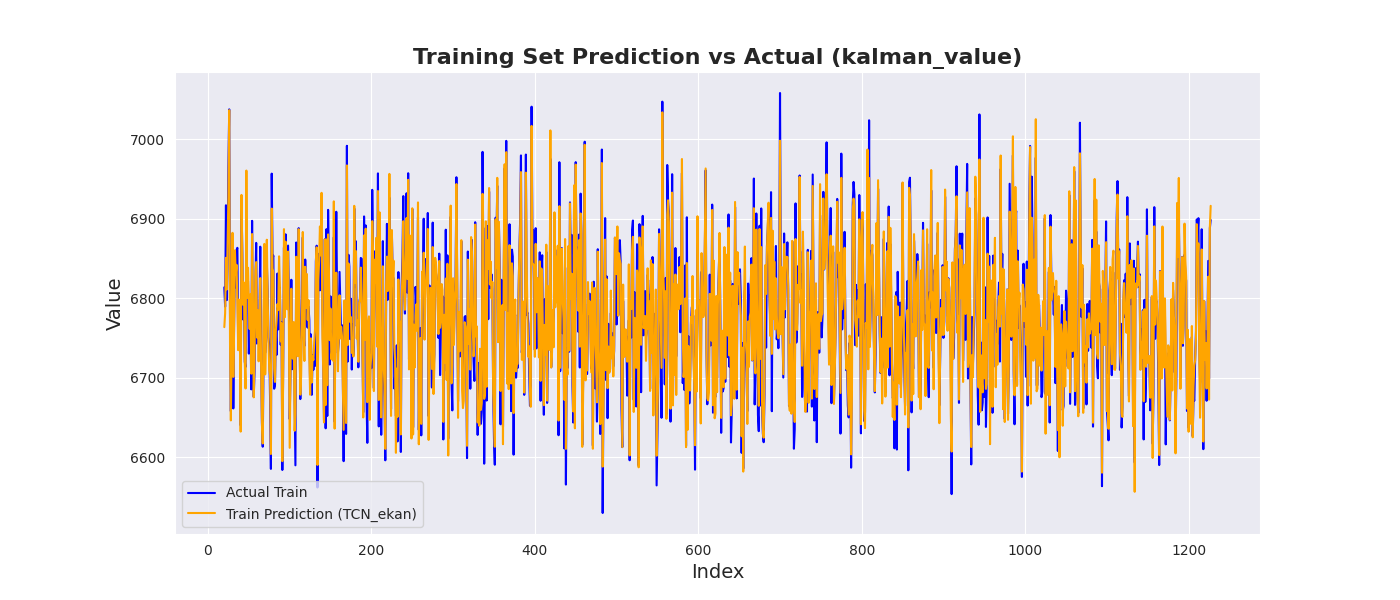 Training Set Prediction vs Actual (kalman_value)
Value
7000
6900
6800
6700
6600
Actual Train
Train Prediction (TCN_ekan)
0
200
400
600
800
1000
1200
Index